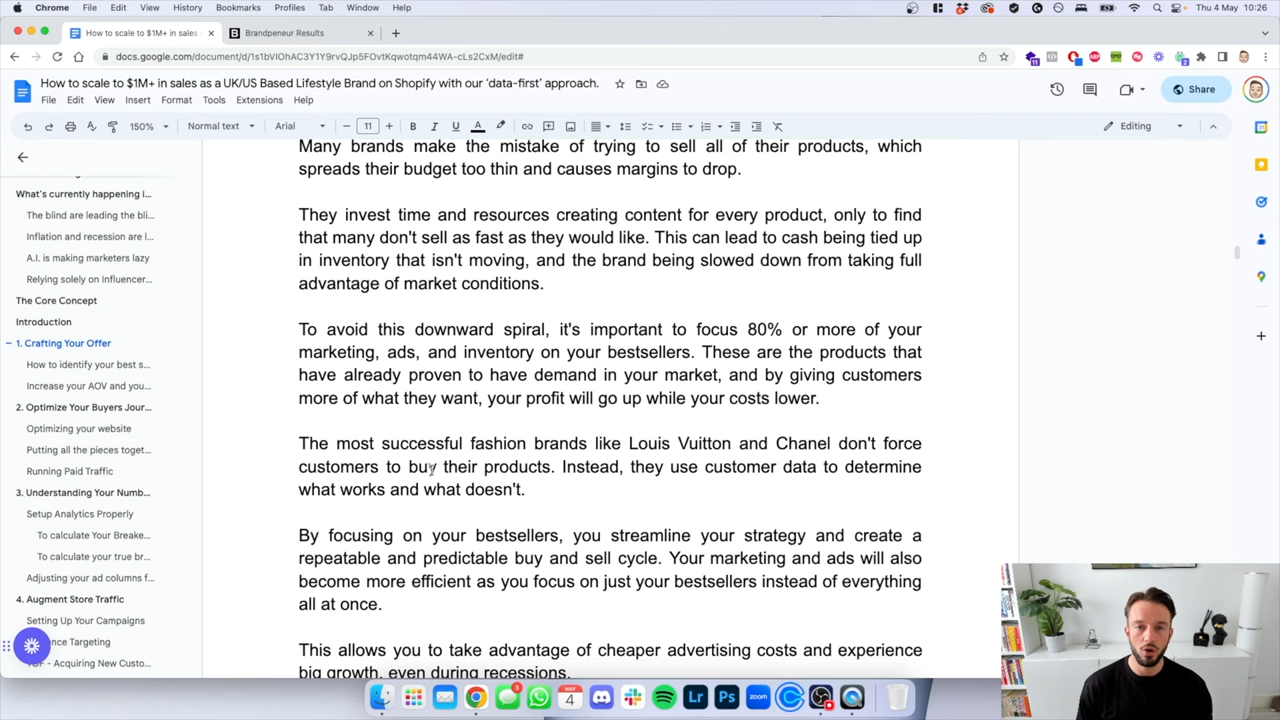 Chrome File Edit View History Bookmarks Profiles Tab Window Help Thu 4 May 10:26
How to scale to $1M+ in sales Brandpeneur Results
docs.google.com/document/d/1s1bVIOhAC3Y1Y9rvQJp5FOvtKqwotqm44WA-cLs2CxM/edit#
How to scale to $1M+ in sales as a UK/US Based Lifestyle Brand on Shopify with our 'data-first' approach.
File Edit View Insert Format Tools Extensions Help
Share
150% Normal text Arial 11 Editing
What's currently happening i...
The blind are leading the bli...
Inflation and recession are l...
A.I. is making marketers lazy
Relying solely on Influencer...
The Core Concept
Introduction
1. Crafting Your Offer
How to identify your best s...
Increase your AOV and you...
2. Optimize Your Buyers Jour...
Optimizing your website
Putting all the pieces toget...
Running Paid Traffic
3. Understanding Your Numb...
Setup Analytics Properly
To calculate Your Breake...
To calculate your true br...
Adjusting your ad columns f...
4. Augment Store Traffic
Setting Up Your Campaigns
ence Targeting
TOF - Acquiring New Custo...
Many brands make the mistake of trying to sell all of their products, which
spreads their budget too thin and causes margins to drop.
They invest time and resources creating content for every product, only to find
that many don't sell as fast as they would like. This can lead to cash being tied up
in inventory that isn't moving, and the brand being slowed down from taking full
advantage of market conditions.
To avoid this downward spiral, it's important to focus 80% or more of your
marketing, ads, and inventory on your bestsellers. These are the products that
have already proven to have demand in your market, and by giving customers
more of what they want, your profit will go up while your costs lower.
The most successful fashion brands like Louis Vuitton and Chanel don't force
customers to buy their products. Instead, they use customer data to determine
what works and what doesn't.
By focusing on your bestsellers, you streamline your strategy and create a
repeatable and predictable buy and sell cycle. Your marketing and ads will also
become more efficient as you focus on just your bestsellers instead of everything
all at once.
This allows you to take advantage of cheaper advertising costs and experience
big growth, even during recessions.
MAY
4
zoom
Lr
Ps